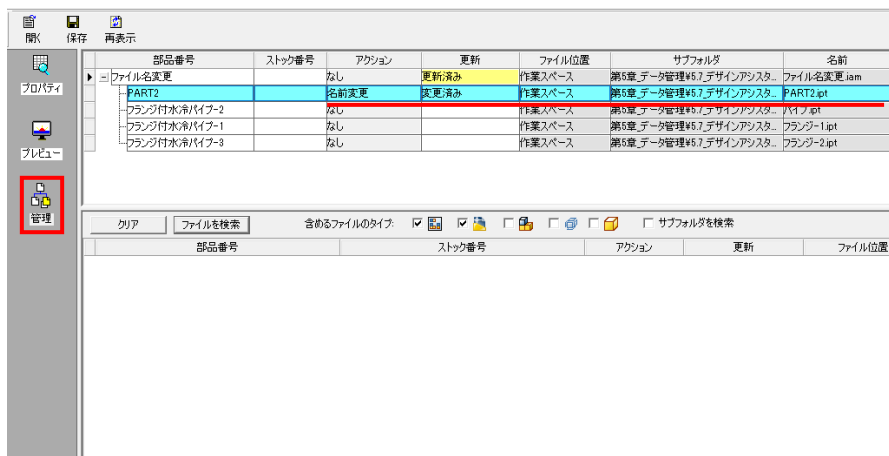 開く 保存 再表示
プロパティ
プレビュー
管理
部品番号 ストック番号 アクション 更新 ファイル位置 サブフォルダ 名前
ファイル名変更 なし 更新済み 作業スペース 第5章_データ管理¥5.7_デザインアシスタ... ファイル名変更.iam
PART2 名前変更 変更済み 作業スペース 第5章_データ管理¥5.7_デザインアシスタ... PART2.ipt
フランジ付水冷パイプ-2 なし 作業スペース 第5章_データ管理¥5.7_デザインアシスタ... パイプ.ipt
フランジ付水冷パイプ-1 なし 作業スペース 第5章_データ管理¥5.7_デザインアシスタ... フランジ-1.ipt
フランジ付水冷パイプ-3 なし 作業スペース 第5章_データ管理¥5.7_デザインアシスタ... フランジ-2.ipt
クリア ファイルを検索 含めるファイルのタイプ: サブフォルダを検索
部品番号 ストック番号 アクション 更新 ファイル位置